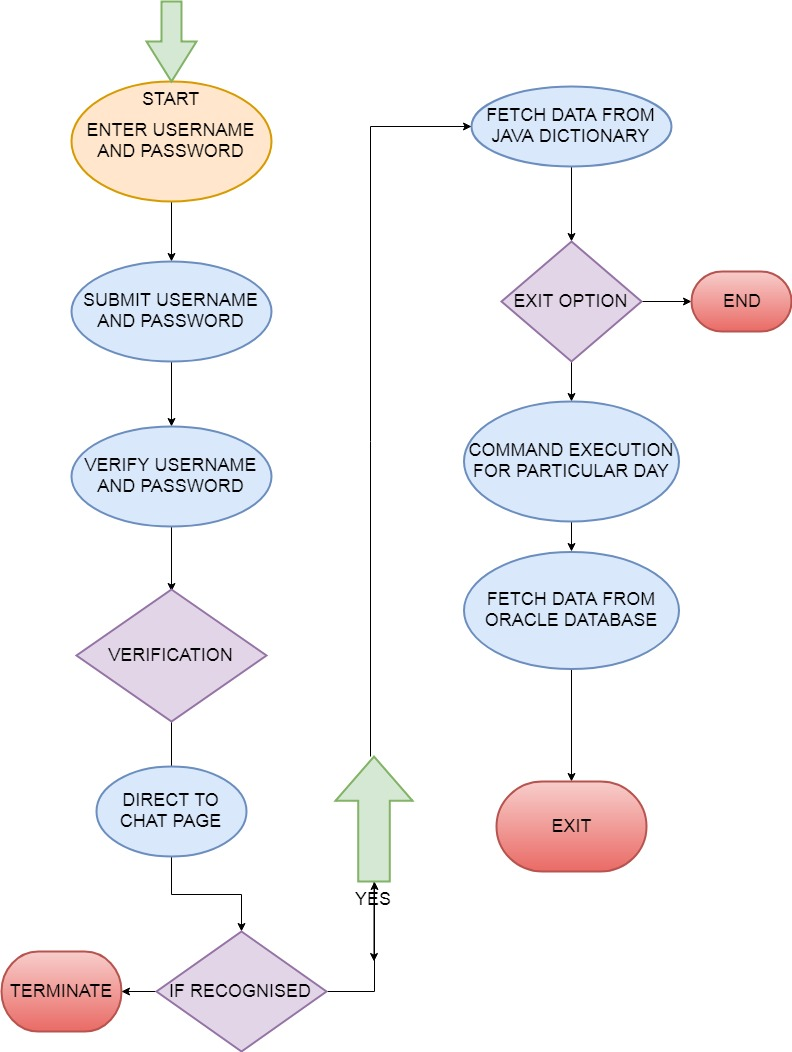 START
ENTER USERNAME
AND PASSWORD
SUBMIT USERNAME
AND PASSWORD
VERIFY USERNAME
AND PASSWORD
VERIFICATION
DIRECT TO
CHAT PAGE
IF RECOGNISED
TERMINATE
YES
FETCH DATA FROM
JAVA DICTIONARY
EXIT OPTION
END
COMMAND EXECUTION
FOR PARTICULAR DAY
FETCH DATA FROM
ORACLE DATABASE
EXIT